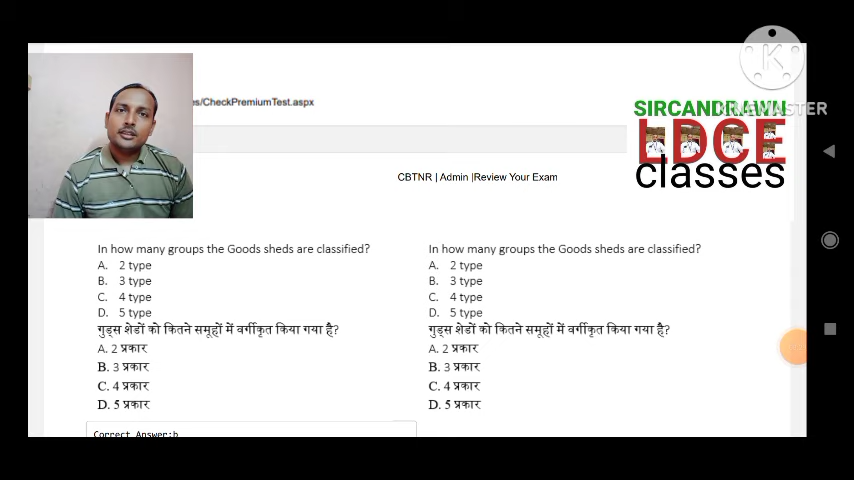 s/CheckPremiumTest.aspx
SIRCANDRAWN
KINEMASTER
LDCE
classes
CBTNR | Admin |Review Your Exam
In how many groups the Goods sheds are classified?
A. 2 type
B. 3 type
C. 4 type
D. 5 type
गुड्स शेडों को कितने समूहों में वर्गीकृत किया गया है?
A. 2 प्रकार
B. 3 प्रकार
C. 4 प्रकार
D. 5 प्रकार
Correct Answer:b
In how many groups the Goods sheds are classified?
A. 2 type
B. 3 type
C. 4 type
D. 5 type
गुड्स शेडों को कितने समूहों में वर्गीकृत किया गया है?
A. 2 प्रकार
B. 3 प्रकार
C. 4 प्रकार
D. 5 प्रकार